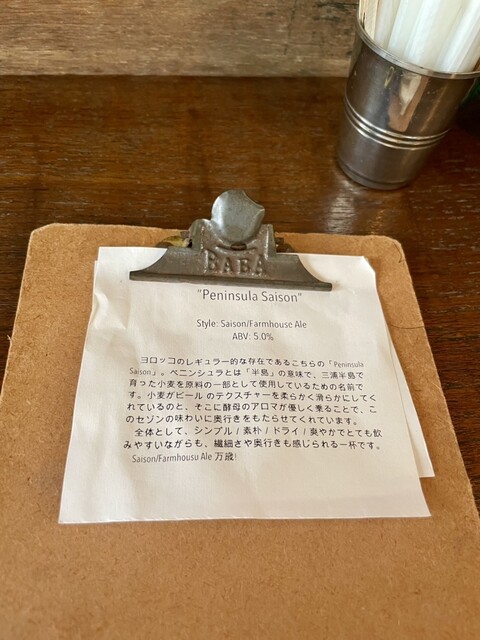 BABA
"Peninsula Saison"
Style: Saison/Farmhouse Ale
ABV: 5.0%
ヨロッコのレギュラー的な存在であるこちらの「Peninsula
Saison」。ペニンシュラとは「半島」の意味で、三浦半島で
育った小麦を原料の一部として使用しているための名前で
す。小麦がビールのテクスチャーを柔らかく滑らかにしてく
れているのと、そこに酵母のアロマが優しく乗ることで、こ
のセゾンの味わいに奥行きをもたらせてくれています。
全体として、シンプル / 素朴 / ドライ / 爽やかでとても飲
みやすいながらも、繊細さや奥行きも感じられる一杯です。
Saison/Farmhousu Ale 万歳!